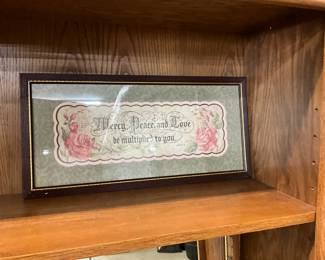 Mercy, Peace, and Love
be multiplied to you.